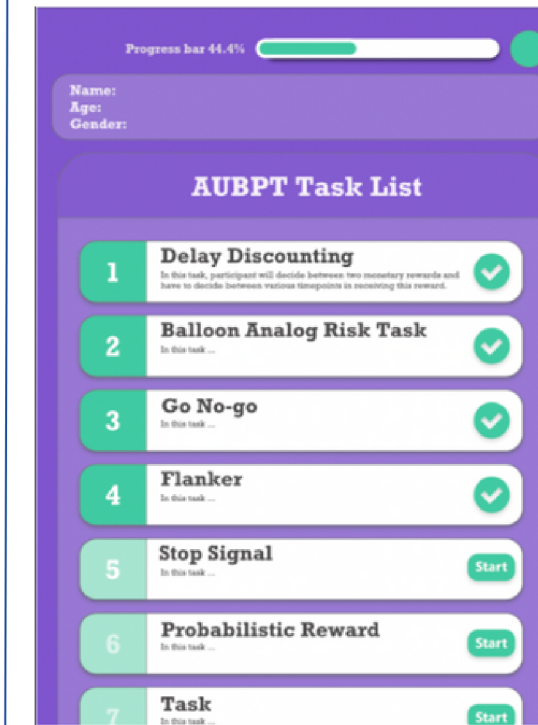 Progress bar 44.4%
Name:
Age:
Gender:
AUBPT Task List
1
Delay Discounting
In this task, participant will decide between two monetary rewards and
have to decide between various timepoints in receiving this reward.
2
Balloon Analog Risk Task
In this task ...
3
Go No-go
In this task ...
4
Flanker
In this task ...
5
Stop Signal
In this task ...
Start
6
Probabilistic Reward
In this task ...
Start
7
Task
In this task ...
Start